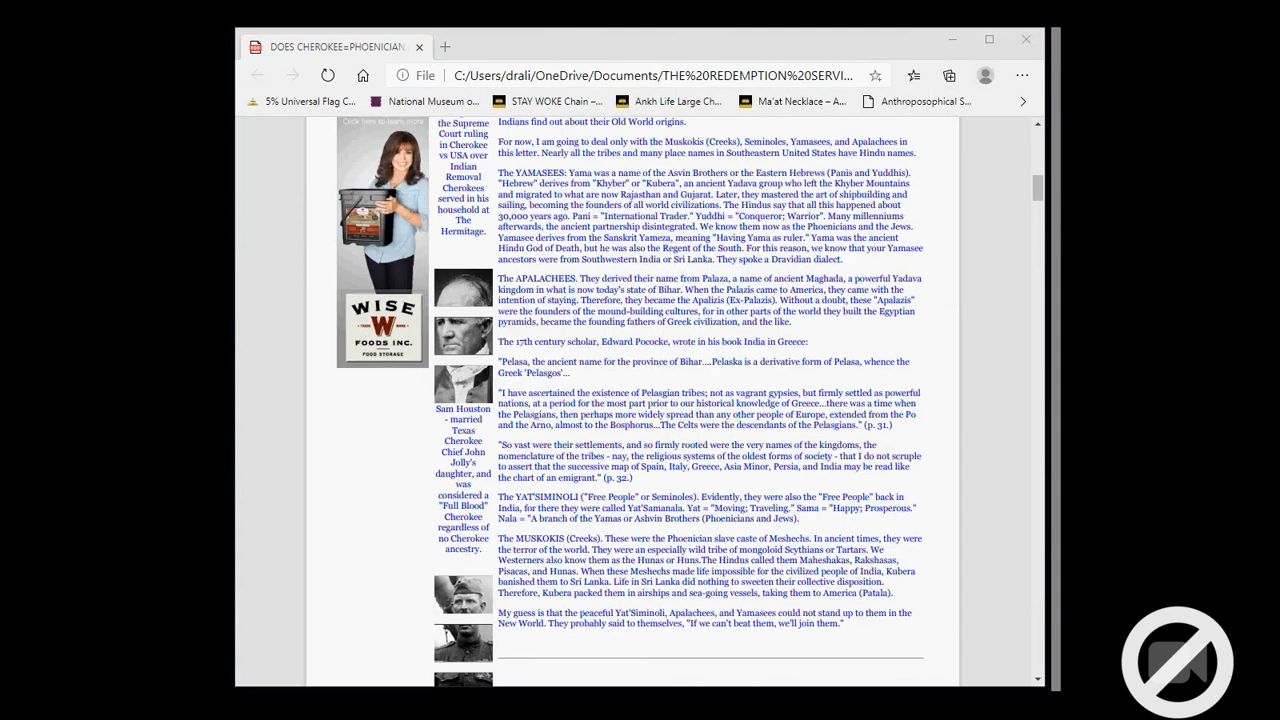 DOES CHEROKEE=PHOENICIAN
File
C:/Users/drali/OneDrive/Documents/THE%20REDEMPTION%20SERVI...
5% Universal Flag C...
National Museum o...
STAY WOKE Chain –...
Ankh Life Large Ch...
Ma'at Necklace – A...
Anthroposophical S...
Click here to learn more
WISE
W
TRADE
MARK
FOODS INC.
FOOD STORAGE
the Supreme
Court ruling
in Cherokee
vs USA over
Indian
Removal
Cherokees
served in his
household at
The
Hermitage.
Sam Houston
- married
Texas
Cherokee
Chief John
Jolly's
daughter, and
was
considered a
"Full Blood"
Cherokee
regardless of
no Cherokee
ancestry.
Indians find out about their Old World origins.
For now, I am going to deal only with the Muskokis (Creeks), Seminoles, Yamasees, and Apalachees in
this letter. Nearly all the tribes and many place names in Southeastern United States have Hindu names.
The YAMASEES: Yama was a name of the Asvin Brothers or the Eastern Hebrews (Panis and Yuddhis).
"Hebrew" derives from "Khyber" or "Kubera", an ancient Yadava group who left the Khyber Mountains
and migrated to what are now Rajasthan and Gujarat. Later, they mastered the art of shipbuilding and
sailing, becoming the founders of all world civilizations. The Hindus say that all this happened about
30,000 years ago. Pani = "International Trader." Yuddhi = "Conqueror; Warrior". Many millenniums
afterwards, the ancient partnership disintegrated. We know them now as the Phoenicians and the Jews.
Yamasee derives from the Sanskrit Yameza, meaning "Having Yama as ruler." Yama was the ancient
Hindu God of Death, but he was also the Regent of the South. For this reason, we know that your Yamasee
ancestors were from Southwestern India or Sri Lanka. They spoke a Dravidian dialect.
The APALACHEES. They derived their name from Palaza, a name of ancient Maghada, a powerful Yadava
kingdom in what is now today's state of Bihar. When the Palazis came to America, they came with the
intention of staying. Therefore, they became the Apalizis (Ex-Palazis). Without a doubt, these "Apalazis"
were the founders of the mound-building cultures, for in other parts of the world they built the Egyptian
pyramids, became the founding fathers of Greek civilization, and the like.
The 17th century scholar, Edward Pococke, wrote in his book India in Greece:
"Pelasa, the ancient name for the province of Bihar....Pelaska is a derivative form of Pelasa, whence the
Greek 'Pelasgos'...
"I have ascertained the existence of Pelasgian tribes; not as vagrant gypsies, but firmly settled as powerful
nations, at a period for the most part prior to our historical knowledge of Greece...there was a time when
the Pelasgians, then perhaps more widely spread than any other people of Europe, extended from the Po
and the Arno, almost to the Bosphorus...The Celts were the descendants of the Pelasgians." (p. 31.)
"So vast were their settlements, and so firmly rooted were the very names of the kingdoms, the
nomenclature of the tribes - nay, the religious systems of the oldest forms of society - that I do not scruple
to assert that the successive map of Spain, Italy, Greece, Asia Minor, Persia, and India may be read like
the chart of an emigrant." (p. 32.)
The YAT'SIMINOLI ("Free People" or Seminoles). Evidently, they were also the "Free People" back in
India, for there they were called Yat'Samanala. Yat = "Moving; Traveling." Sama = "Happy; Prosperous."
Nala = "A branch of the Yamas or Ashvin Brothers (Phoenicians and Jews).
The MUSKOKIS (Creeks). These were the Phoenician slave caste of Meshechs. In ancient times, they were
the terror of the world. They were an especially wild tribe of mongoloid Scythians or Tartars. We
Westerners also know them as the Hunas or Huns.The Hindus called them Maheshakas, Rakshasas,
Pisacas, and Hunas. When these Meshechs made life impossible for the civilized people of India, Kubera
banished them to Sri Lanka. Life in Sri Lanka did nothing to sweeten their collective disposition.
Therefore, Kubera packed them in airships and sea-going vessels, taking them to America (Patala).
My guess is that the peaceful Yat'Siminoli, Apalachees, and Yamasees could not stand up to them in the
New World. They probably said to themselves, "If we can't beat them, we'll join them."